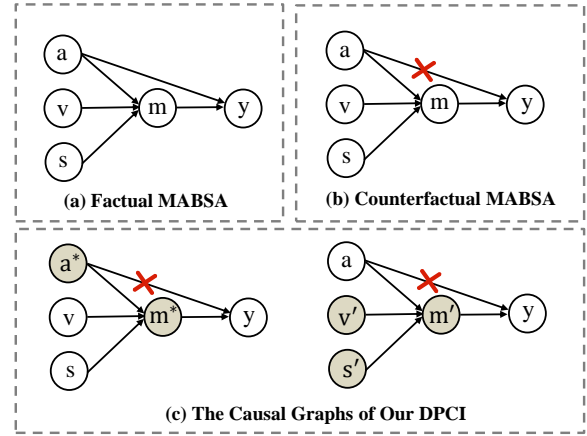 a
v
m
y
s
(a) Factual MABSA
a
v
m
y
s
(b) Counterfactual MABSA
a*
v
m*
y
s
a
v′
m′
y
s′
(c) The Causal Graphs of Our DPCI